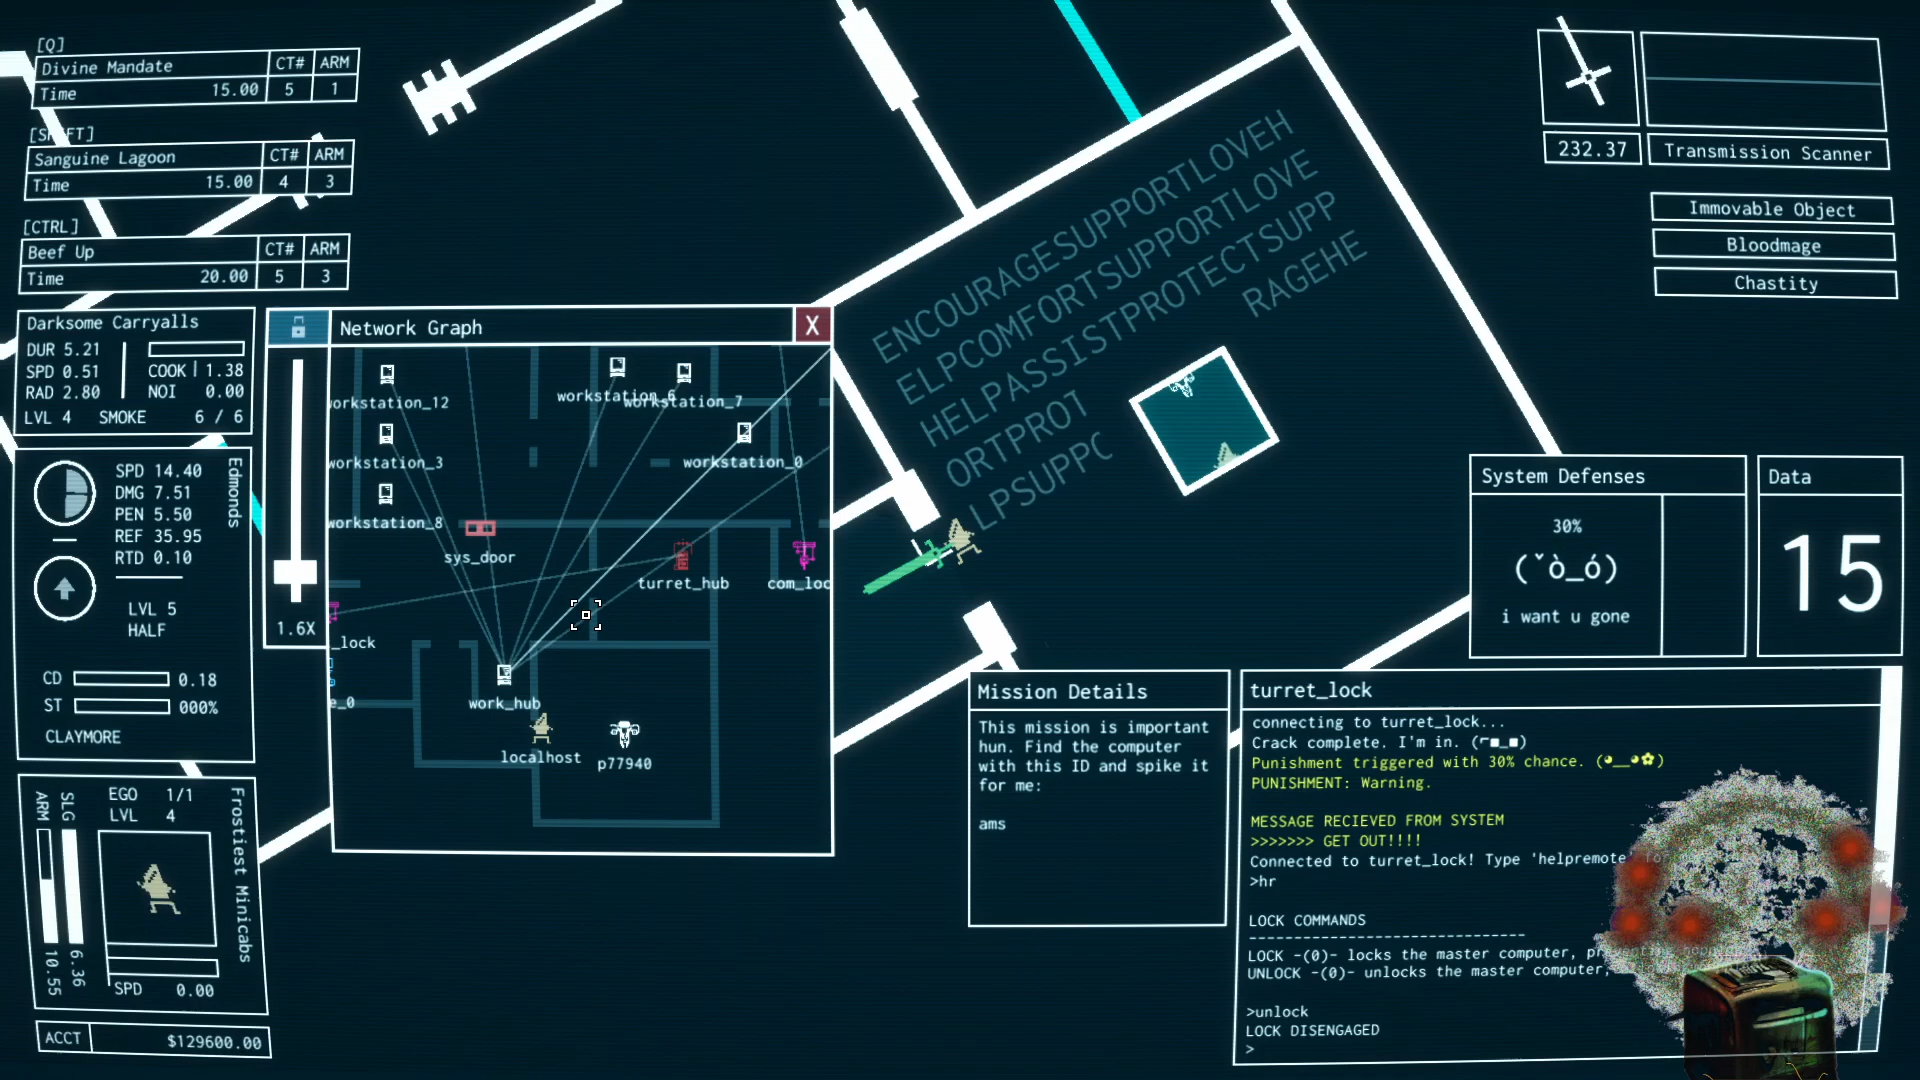 [Q]
Divine Mandate CT# ARM
Time 15.00 5 1
Sanguine Lagoon CT# ARM
Time 15.00 4 3
[CTRL]
Beef Up CT# ARM
Time 20.00 5 3
Darksome Carryalls
DUR 5.21
SPD 0.51 COOK 1.38
RAD 2.80 NOI 0.00
LVL 4 SMOKE 6 / 6
Edmonds
SPD 14.40
DMG 7.51
PEN 5.50
REF 35.95
RTD 0.10
LVL 5
HALF
CD 0.18
ST 000%
CLAYMORE
Frostiest Minicabs
EGO 1/1
LVL 4
ARM SLG
10.55 6.36
SPD 0.00
ACCT $129600.00
Network Graph X
1.6X
workstation_12
workstation_7
workstation_3
workstation_0
workstation_8
sys_door
turret_hub
com_loc
_lock
e_0
work_hub
localhost
p77940
ENCOURAGESUPPORTLOVEH
ELPCOMFORTSUPPORTLOVE
HELPASSISTPROTECTSUPP
ORTPROT RAGEHE
LPSUPPC
232.37 Transmission Scanner
Immovable Object
Bloodmage
Chastity
System Defenses
30%
(ˇò_ó)
i want u gone
Data
15
Mission Details
This mission is important
hun. Find the computer
with this ID and spike it
for me:
ams
turret_lock
connecting to turret_lock...
Crack complete. I'm in. (⌐■_■)
Punishment triggered with 30% chance. (◕__◕✿)
PUNISHMENT: Warning.
MESSAGE RECIEVED FROM SYSTEM
>>>>>>> GET OUT!!!!
Connected to turret_lock! Type 'helpremote' for
>hr
LOCK COMMANDS
-------------------------------
LOCK -(0)- locks the master computer,
UNLOCK -(0)- unlocks the master computer,
>unlock
LOCK DISENGAGED
>